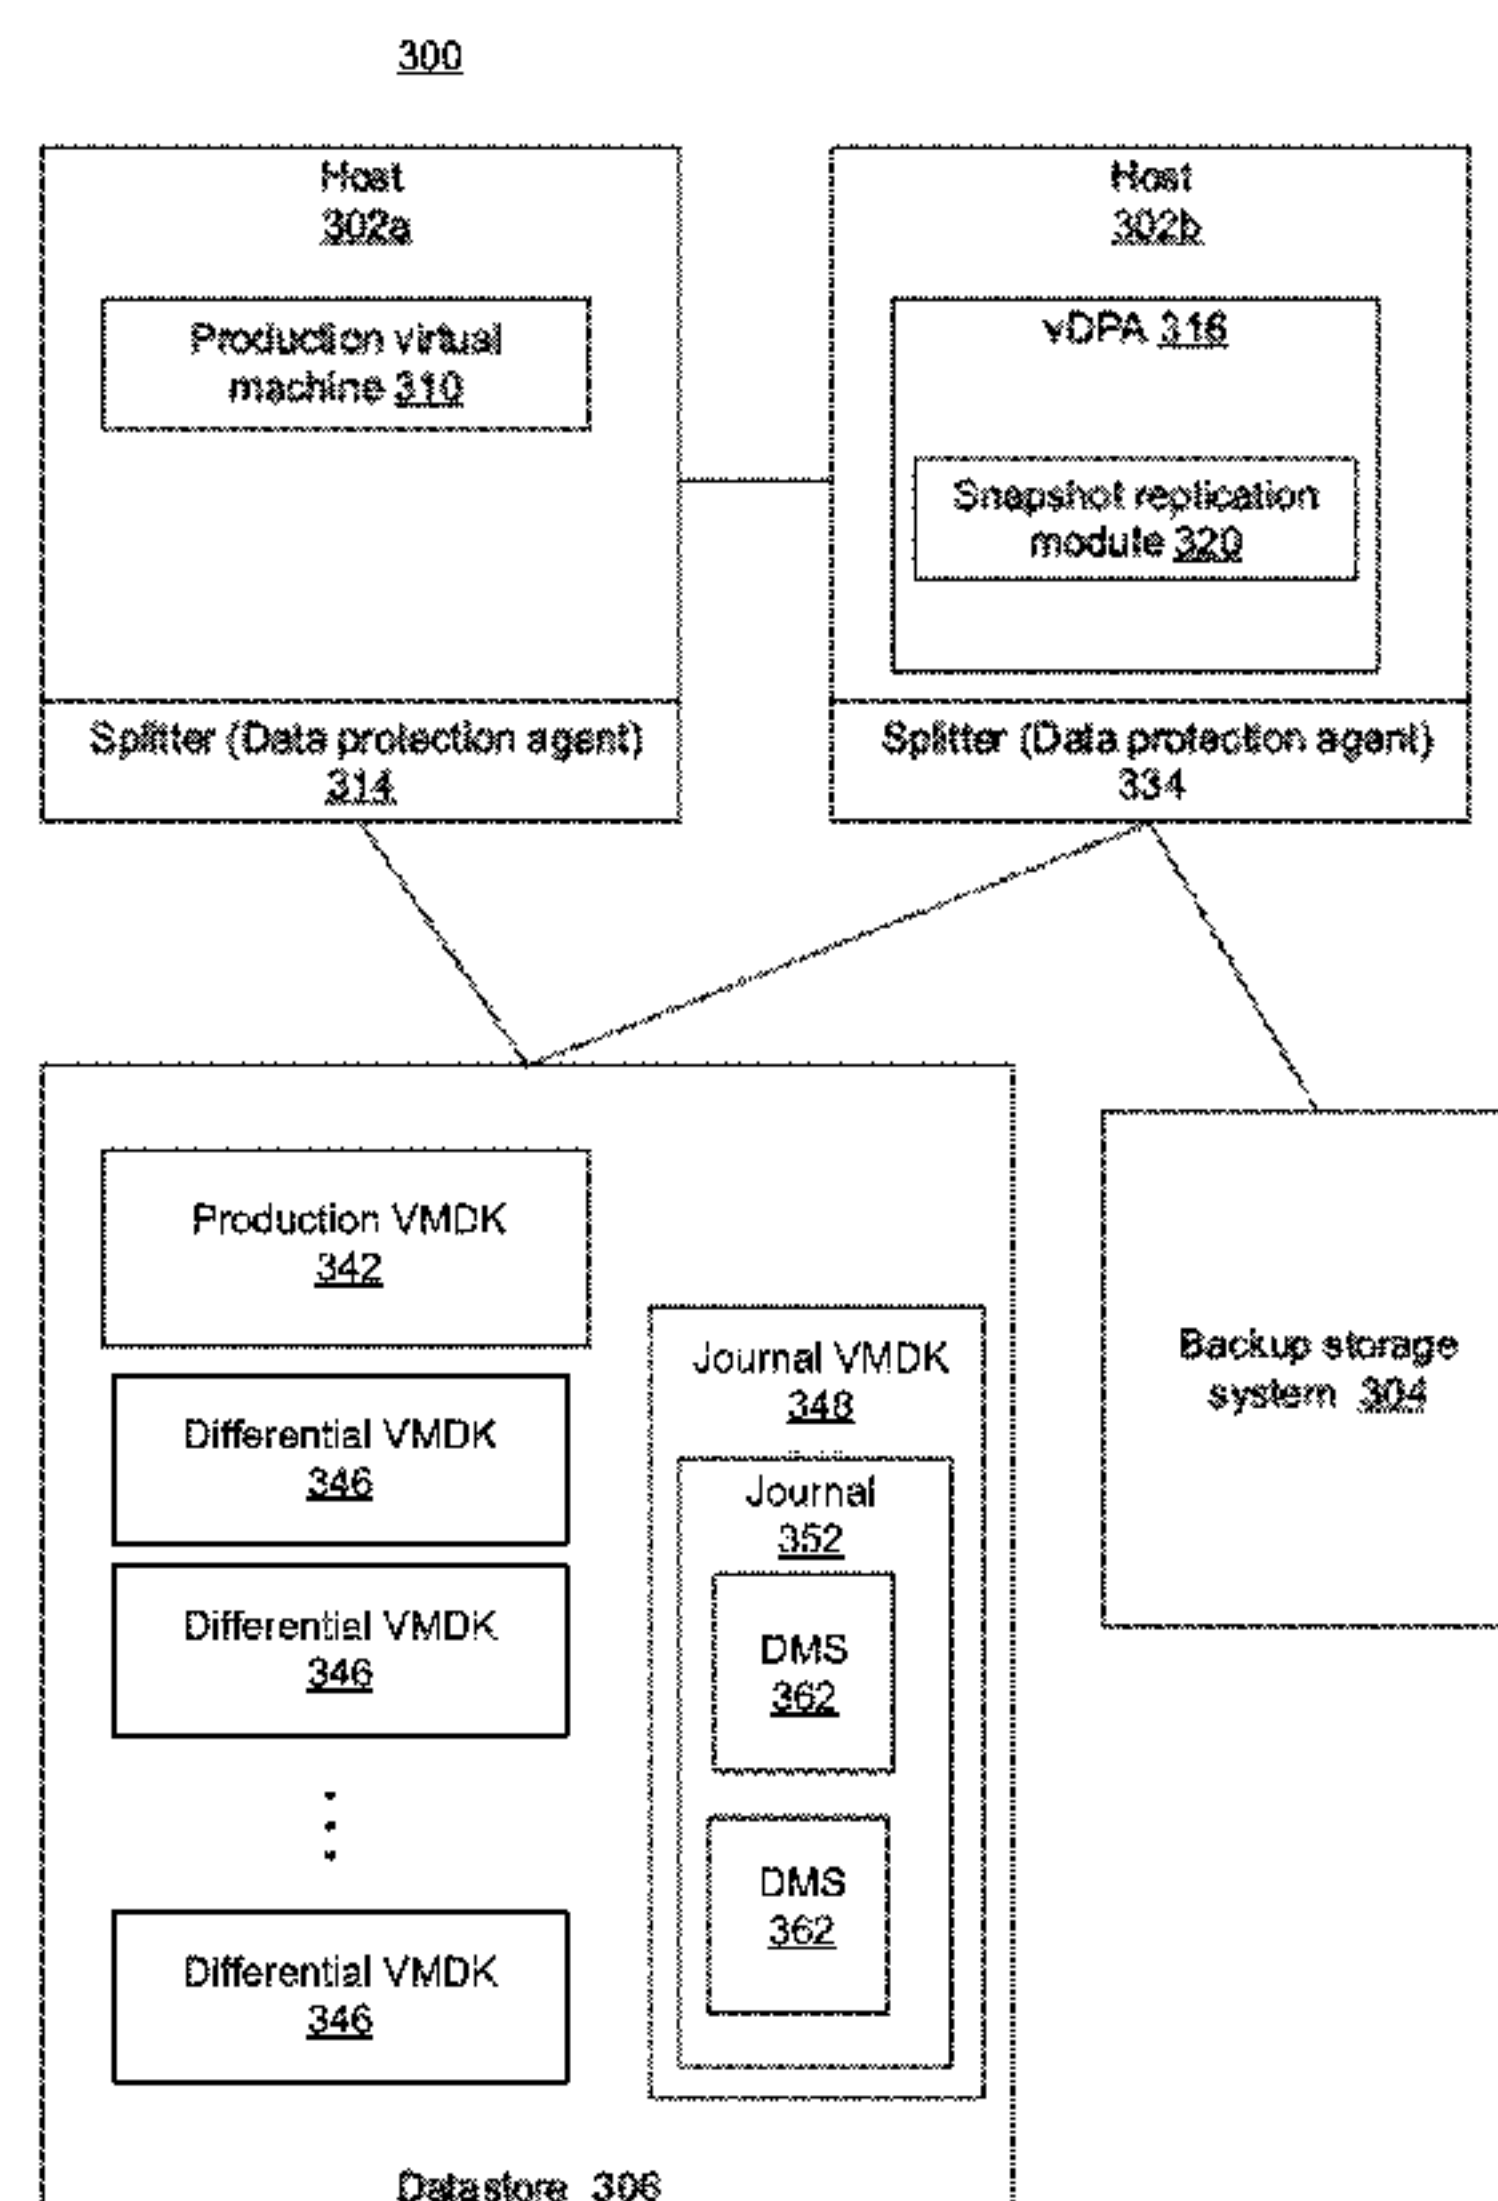 300
Host
302a
Production virtual
machine 310
Splitter (Data protection agent)
314
Host
302b
vDPA 316
Snapshot replication
module 320
Splitter (Data protection agent)
334
Production VMDK
342
Differential VMDK
346
Differential VMDK
346
Differential VMDK
346
Journal VMDK
348
Journal
352
DMS
362
DMS
362
Datastore 306
Backup storage
system 304